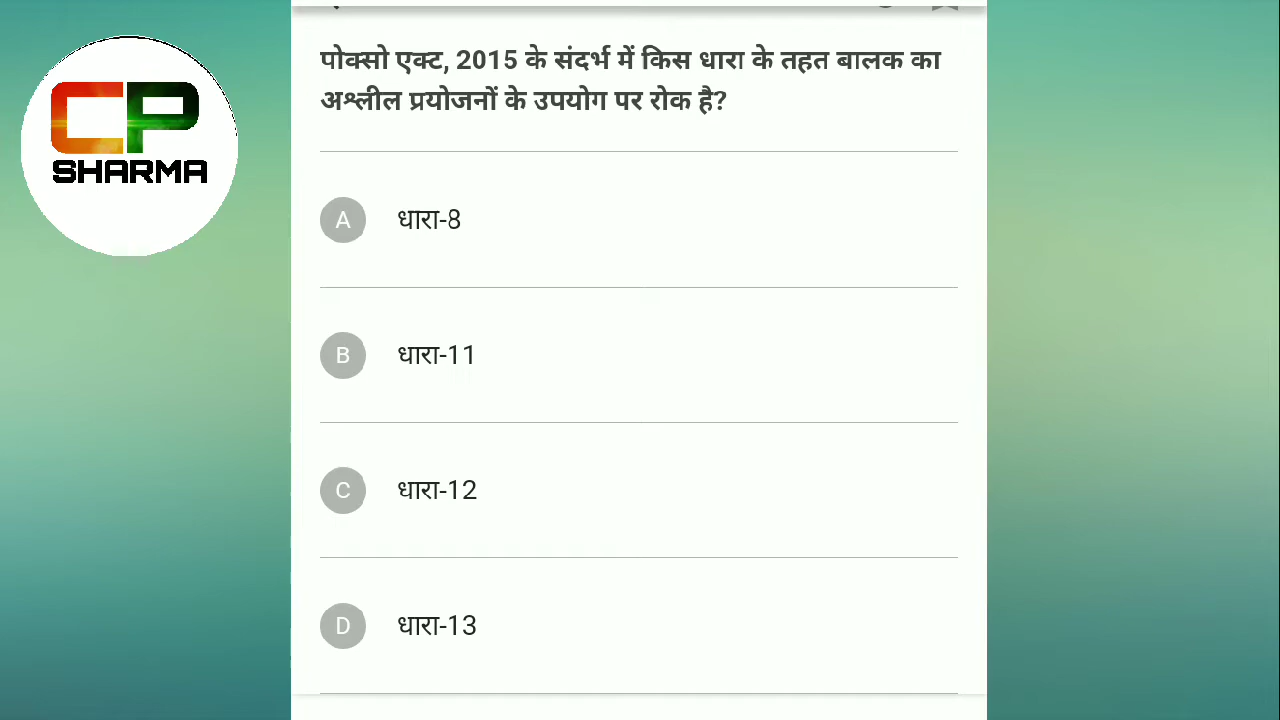 CP
SHARMA
पोक्सो एक्ट, 2015 के संदर्भ में किस धारा के तहत बालक का
अश्लील प्रयोजनों के उपयोग पर रोक है?
A धारा-8
B धारा-11
C धारा-12
D धारा-13